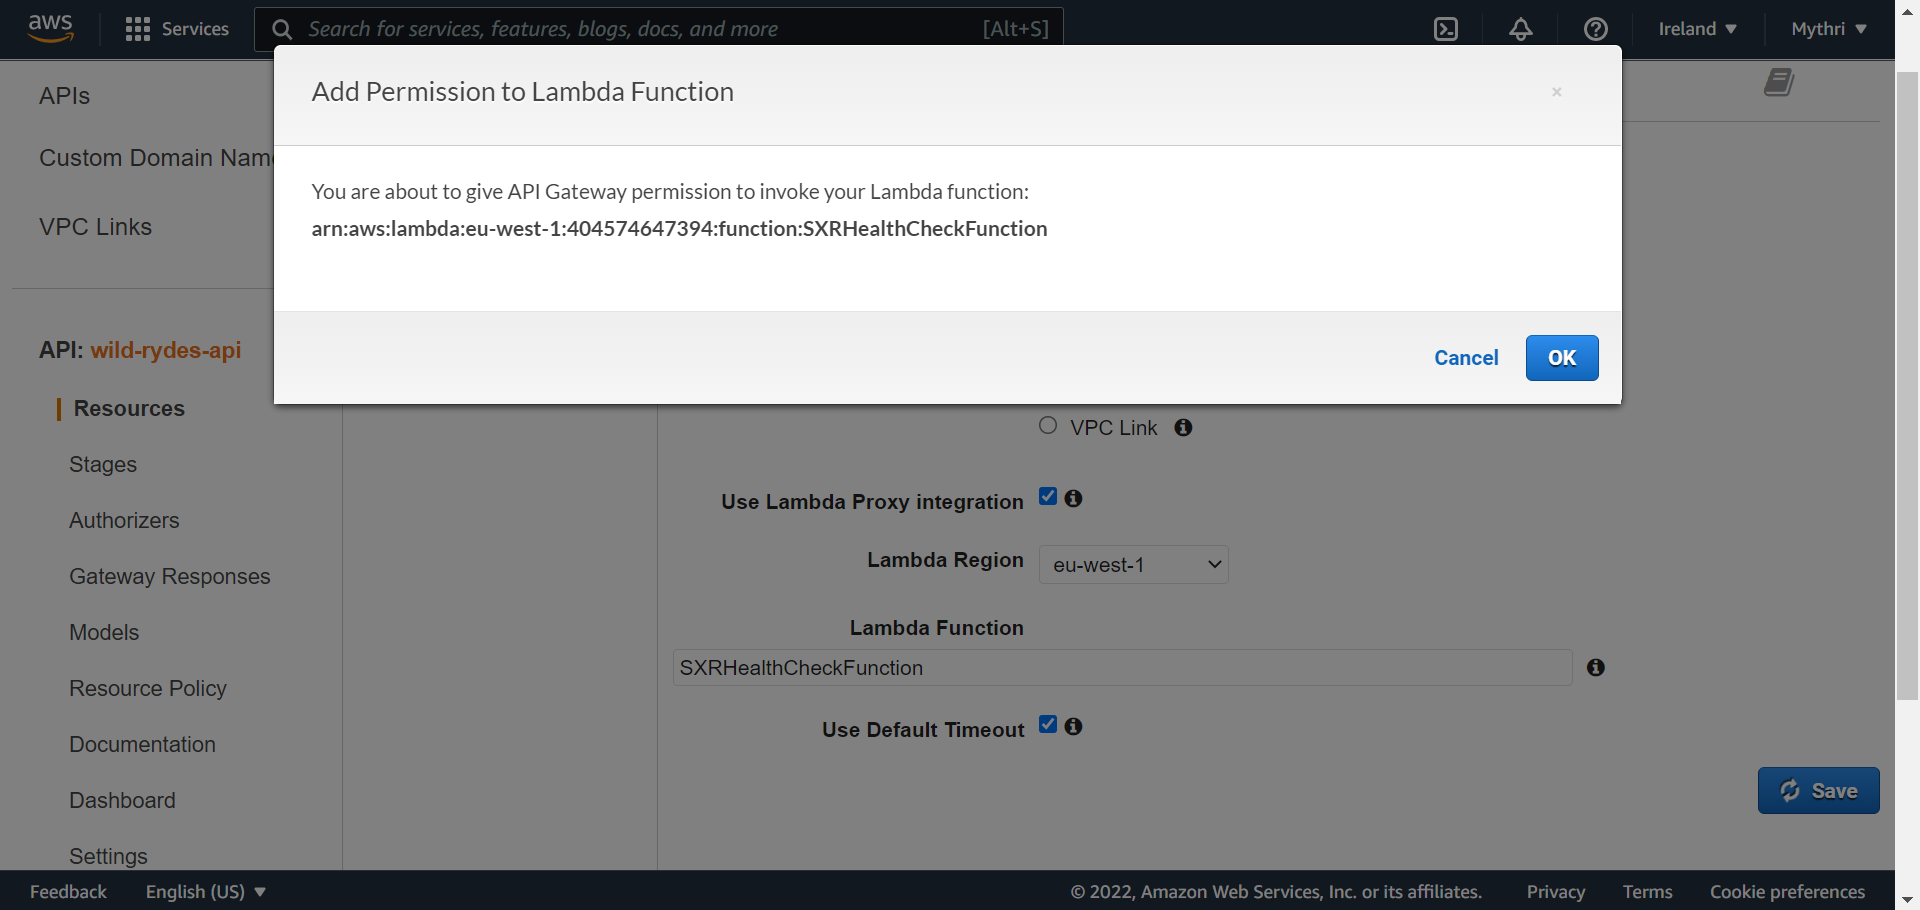 aws
Services
Search for services, features, blogs, docs, and more
[Alt+S]
Ireland ▼
Mythri ▼
Add Permission to Lambda Function
×
You are about to give API Gateway permission to invoke your Lambda function:
arn:aws:lambda:eu-west-1:404574647394:function:SXRHealthCheckFunction
Cancel
OK
APIs
Custom Domain Nam
VPC Links
API: wild-rydes-api
Resources
Stages
Authorizers
Gateway Responses
Models
Resource Policy
Documentation
Dashboard
Settings
VPC Link
Use Lambda Proxy integration
Lambda Region
eu-west-1
Lambda Function
SXRHealthCheckFunction
Use Default Timeout
Save
Feedback
English (US) ▼
© 2022, Amazon Web Services, Inc. or its affiliates.
Privacy
Terms
Cookie preferences